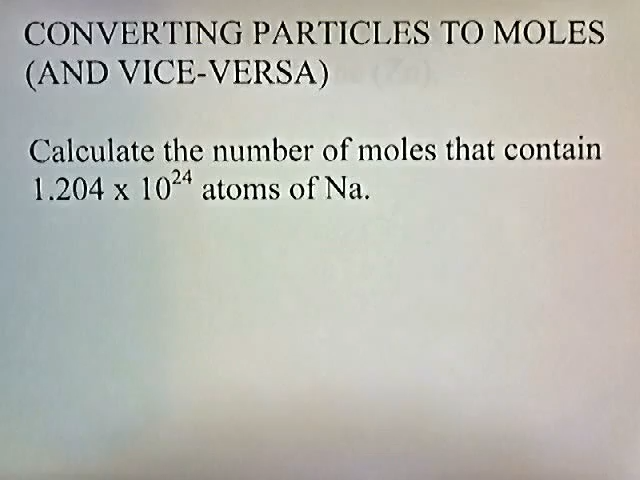 CONVERTING PARTICLES TO MOLES
(AND VICE-VERSA)
Calculate the number of moles that contain
1.204 x 10²⁴ atoms of Na.